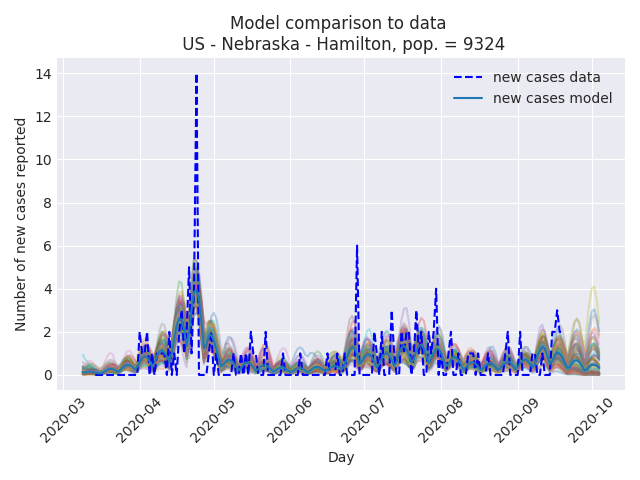 Model comparison to data
US - Nebraska - Hamilton, pop. = 9324
new cases data
new cases model
Number of new cases reported
14
12
10
8
6
4
2
0
2020-03
2020-04
2020-05
2020-06
2020-07
2020-08
2020-09
2020-10
Day